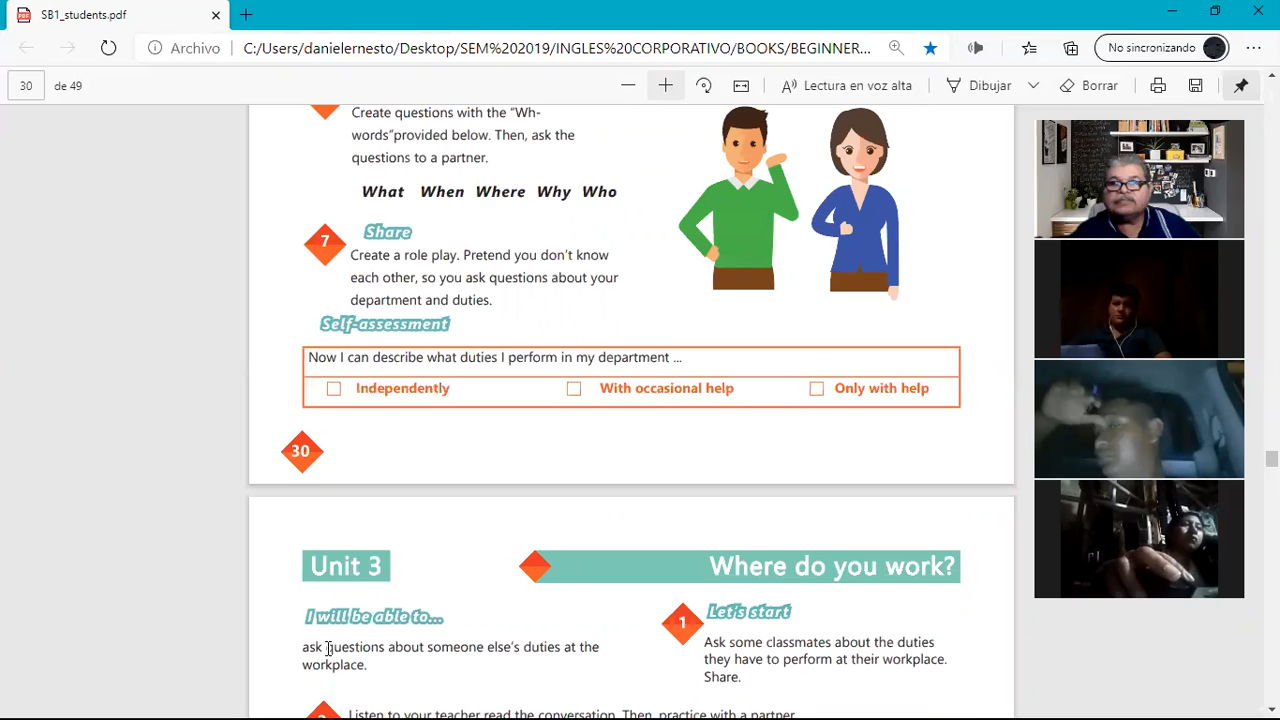 SB1_students.pdf
Archivo C:/Users/danielernesto/Desktop/SEM%202019/INGLES%20CORPORATIVO/BOOKS/BEGINNER... No sincronizando
30 de 49 Lectura en voz alta Dibujar Borrar
Create questions with the "Wh-
words"provided below. Then, ask the
questions to a partner.
What When Where Why Who
7 Share
Create a role play. Pretend you don't know
each other, so you ask questions about your
department and duties.
Self-assessment
Now I can describe what duties I perform in my department ...
Independently With occasional help Only with help
30
Unit 3 Where do you work?
I will be able to...
ask questions about someone else's duties at the
workplace.
1 Let's start
Ask some classmates about the duties
they have to perform at their workplace.
Share.
Listen to your teacher read the conversation. Then, practice with a partner